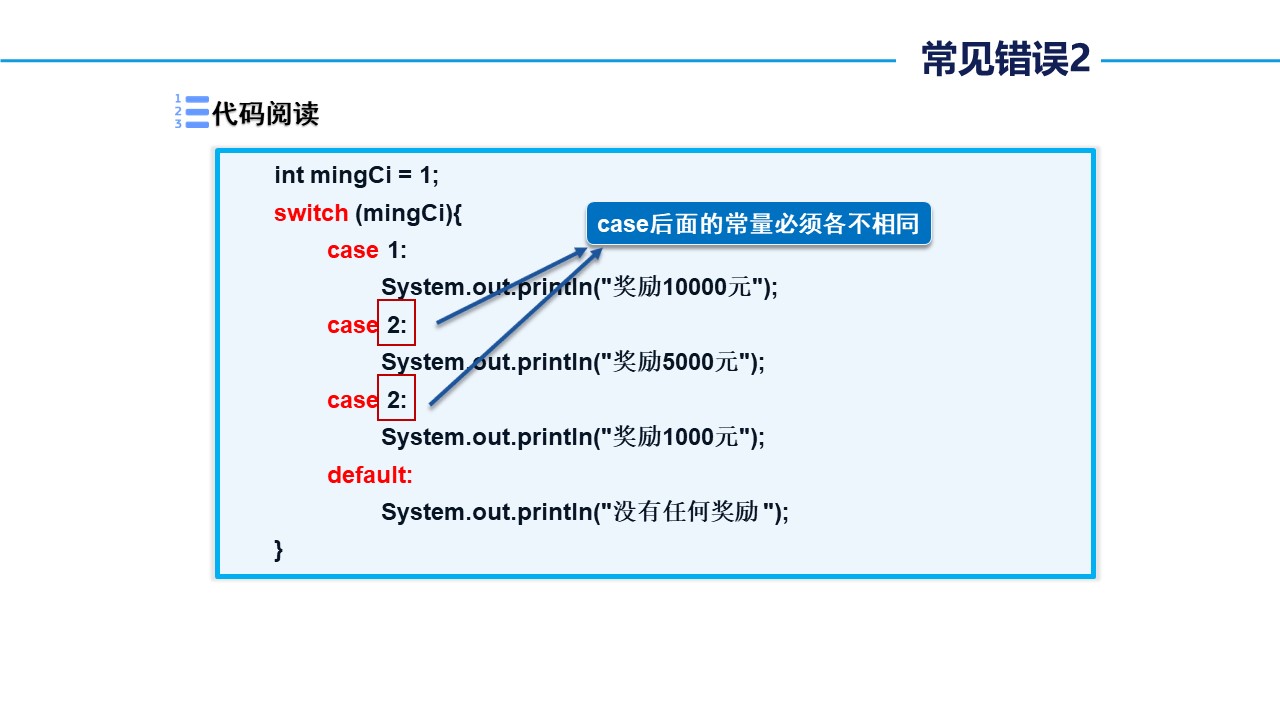 常见错误2
1
2
3
代码阅读
int mingCi = 1;
switch (mingCi){
case后面的常量必须各不相同
case 1:
System.out.println("奖励10000元");
case 2:
System.out.println("奖励5000元");
case 2:
System.out.println("奖励1000元");
default:
System.out.println("没有任何奖励 ");
}